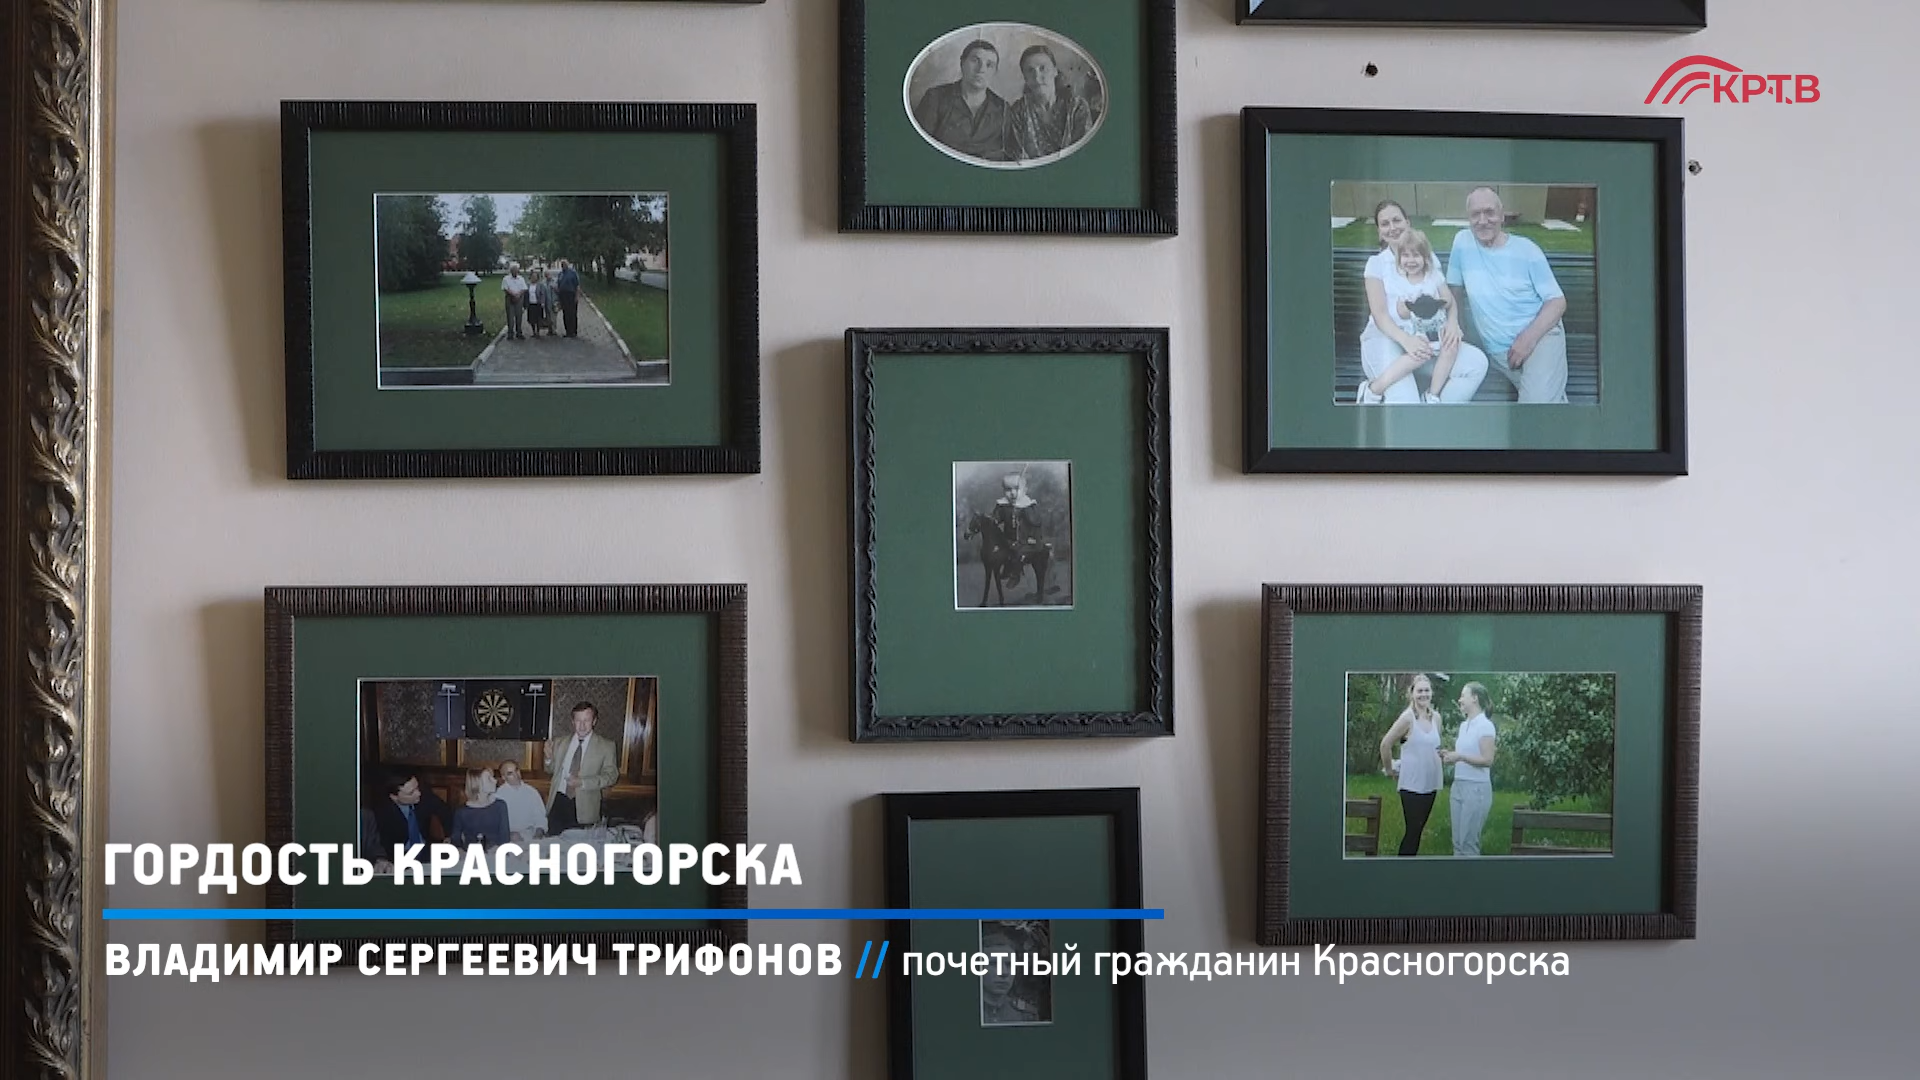 КРТВ
ГОРДОСТЬ КРАСНОГОРСКА
ВЛАДИМИР СЕРГЕЕВИЧ ТРИФОНОВ // почетный гражданин Красногорска